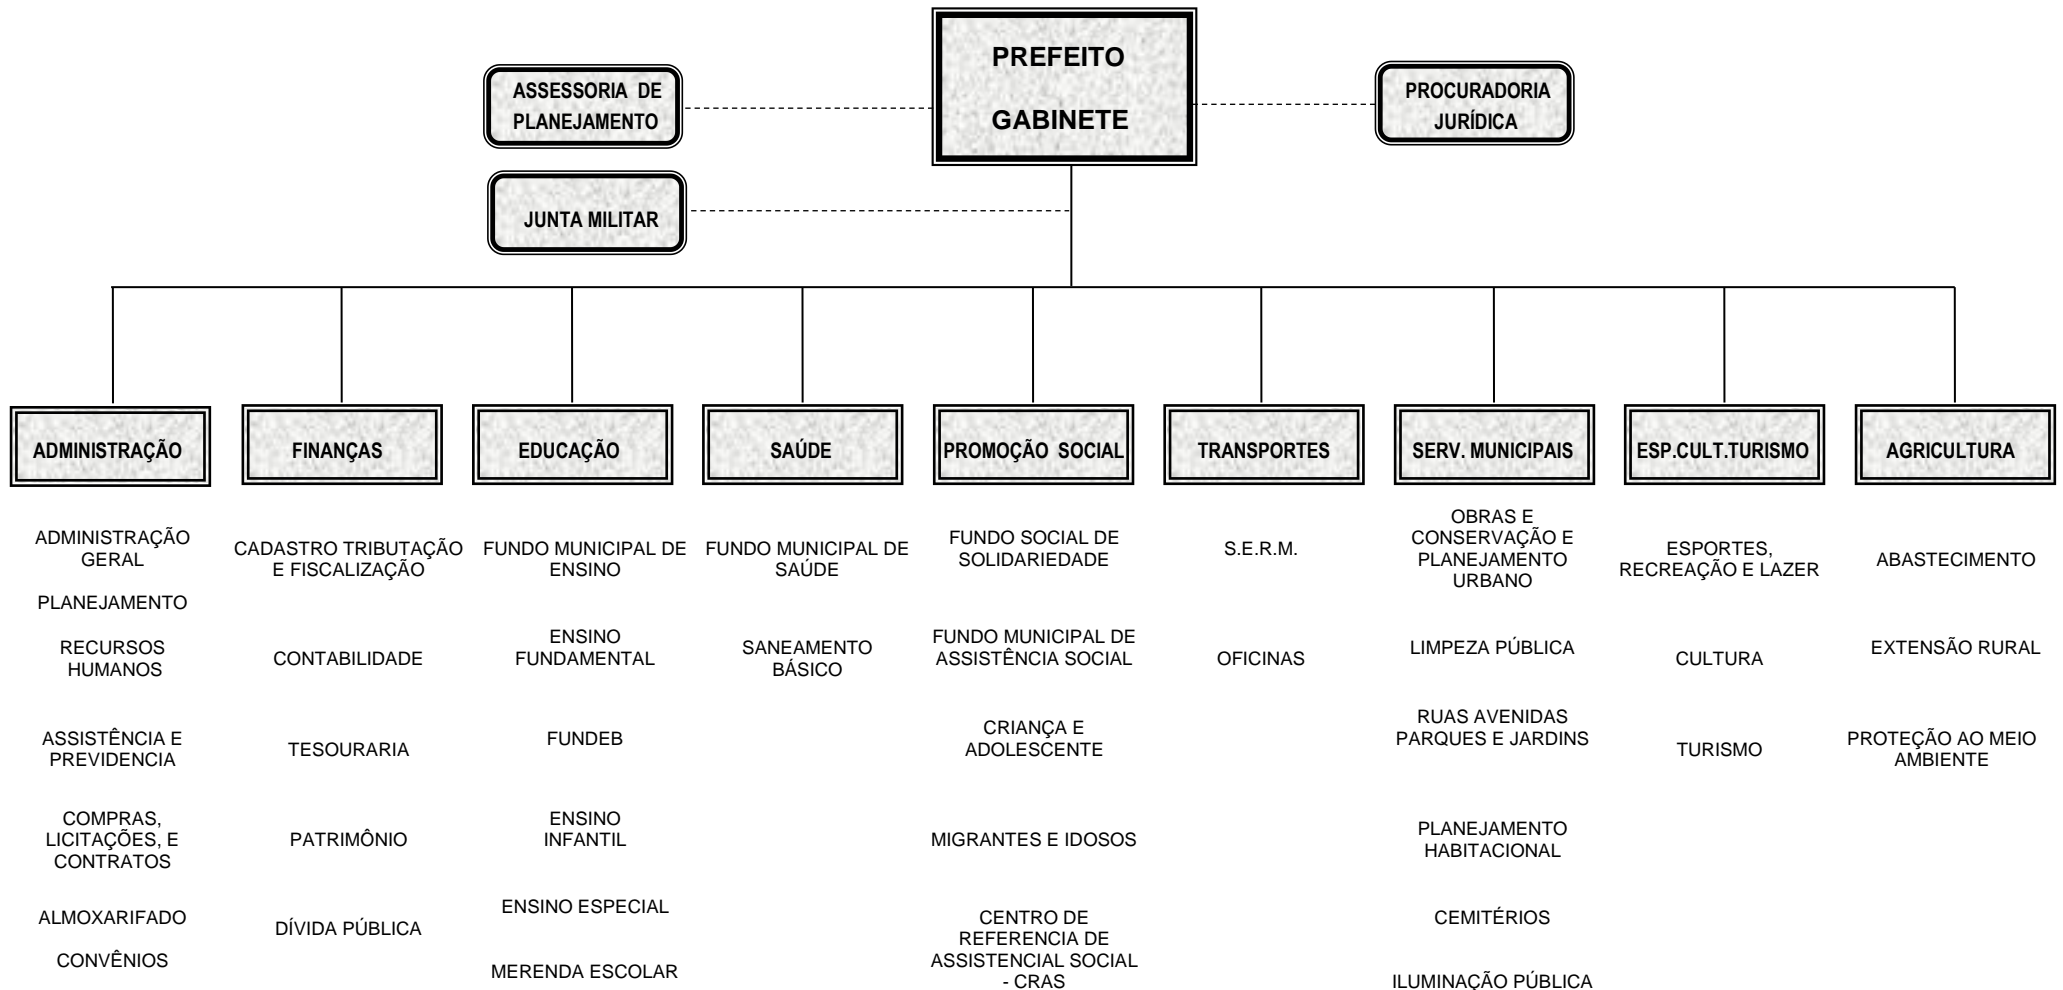 PREFEITO
GABINETE
ASSESSORIA DE
PLANEJAMENTO
PROCURADORIA
JURÍDICA
JUNTA MILITAR
ADMINISTRAÇÃO
FINANÇAS
EDUCAÇÃO
SAÚDE
PROMOÇÃO SOCIAL
TRANSPORTES
SERV. MUNICIPAIS
ESP.CULT.TURISMO
AGRICULTURA
ADMINISTRAÇÃO
GERAL
PLANEJAMENTO
RECURSOS
HUMANOS
ASSISTÊNCIA E
PREVIDENCIA
COMPRAS,
LICITAÇÕES, E
CONTRATOS
ALMOXARIFADO
CONVÊNIOS
CADASTRO TRIBUTAÇÃO
E FISCALIZAÇÃO
CONTABILIDADE
TESOURARIA
PATRIMÔNIO
DÍVIDA PÚBLICA
FUNDO MUNICIPAL DE
ENSINO
ENSINO
FUNDAMENTAL
FUNDEB
ENSINO
INFANTIL
ENSINO ESPECIAL
MERENDA ESCOLAR
FUNDO MUNICIPAL DE
SAÚDE
SANEAMENTO
BÁSICO
FUNDO SOCIAL DE
SOLIDARIEDADE
FUNDO MUNICIPAL DE
ASSISTÊNCIA SOCIAL
CRIANÇA E
ADOLESCENTE
MIGRANTES E IDOSOS
CENTRO DE
REFERENCIA DE
ASSISTENCIAL SOCIAL
- CRAS
S.E.R.M.
OFICINAS
OBRAS E
CONSERVAÇÃO E
PLANEJAMENTO
URBANO
LIMPEZA PÚBLICA
RUAS AVENIDAS
PARQUES E JARDINS
PLANEJAMENTO
HABITACIONAL
CEMITÉRIOS
ILUMINAÇÃO PÚBLICA
ESPORTES,
RECREAÇÃO E LAZER
CULTURA
TURISMO
ABASTECIMENTO
EXTENSÃO RURAL
PROTEÇÃO AO MEIO
AMBIENTE